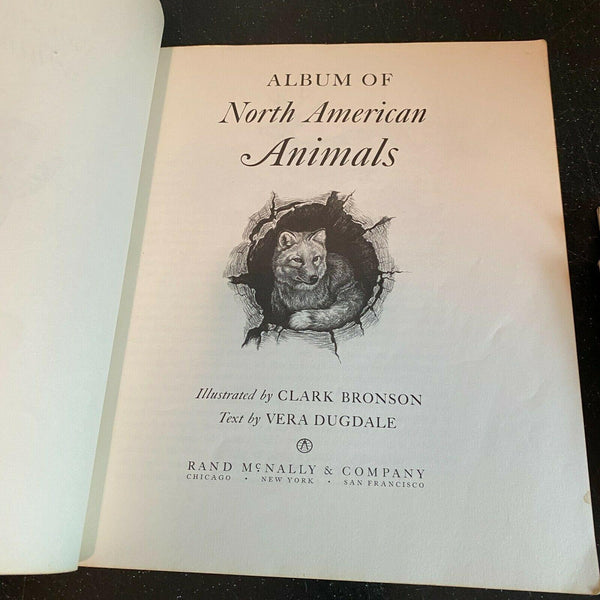 ALBUM OF
North American
Animals
Illustrated by CLARK BRONSON
Text by VERA DUGDALE
RAND McNALLY & COMPANY
CHICAGO • NEW YORK • SAN FRANCISCO